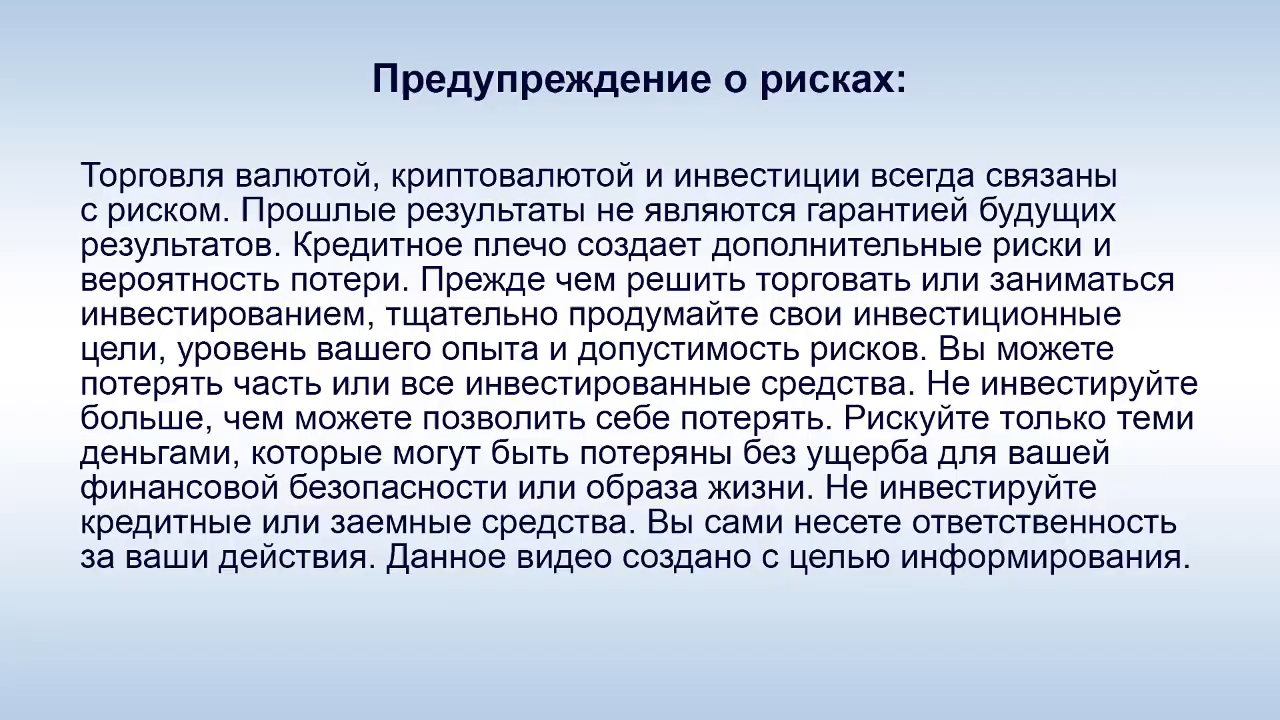 Предупреждение о рисках:
Торговля валютой, криптовалютой и инвестиции всегда связаны
с риском. Прошлые результаты не являются гарантией будущих
результатов. Кредитное плечо создает дополнительные риски и
вероятность потери. Прежде чем решить торговать или заниматься
инвестированием, тщательно продумайте свои инвестиционные
цели, уровень вашего опыта и допустимость рисков. Вы можете
потерять часть или все инвестированные средства. Не инвестируйте
больше, чем можете позволить себе потерять. Рискуйте только теми
деньгами, которые могут быть потеряны без ущерба для вашей
финансовой безопасности или образа жизни. Не инвестируйте
кредитные или заемные средства. Вы сами несете ответственность
за ваши действия. Данное видео создано с целью информирования.